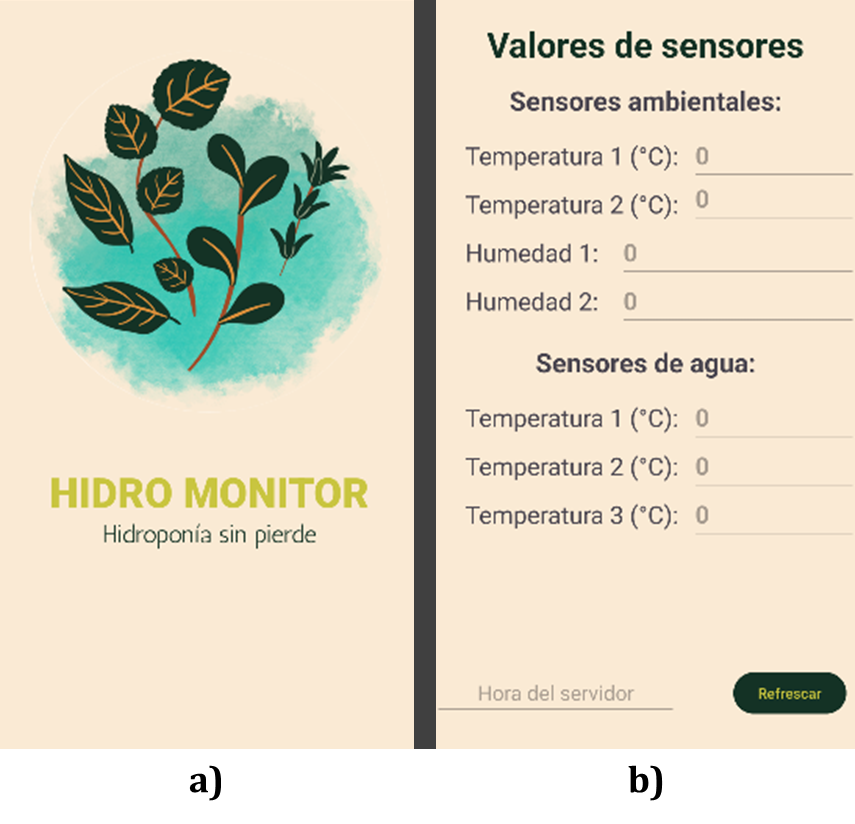 HIDRO MONITOR
Hidroponía sin pierde
a)
Valores de sensores
Sensores ambientales:
Temperatura 1 (°C): 0
Temperatura 2 (°C): 0
Humedad 1: 0
Humedad 2: 0
Sensores de agua:
Temperatura 1 (°C): 0
Temperatura 2 (°C): 0
Temperatura 3 (°C): 0
Hora del servidor Refrescar
b)